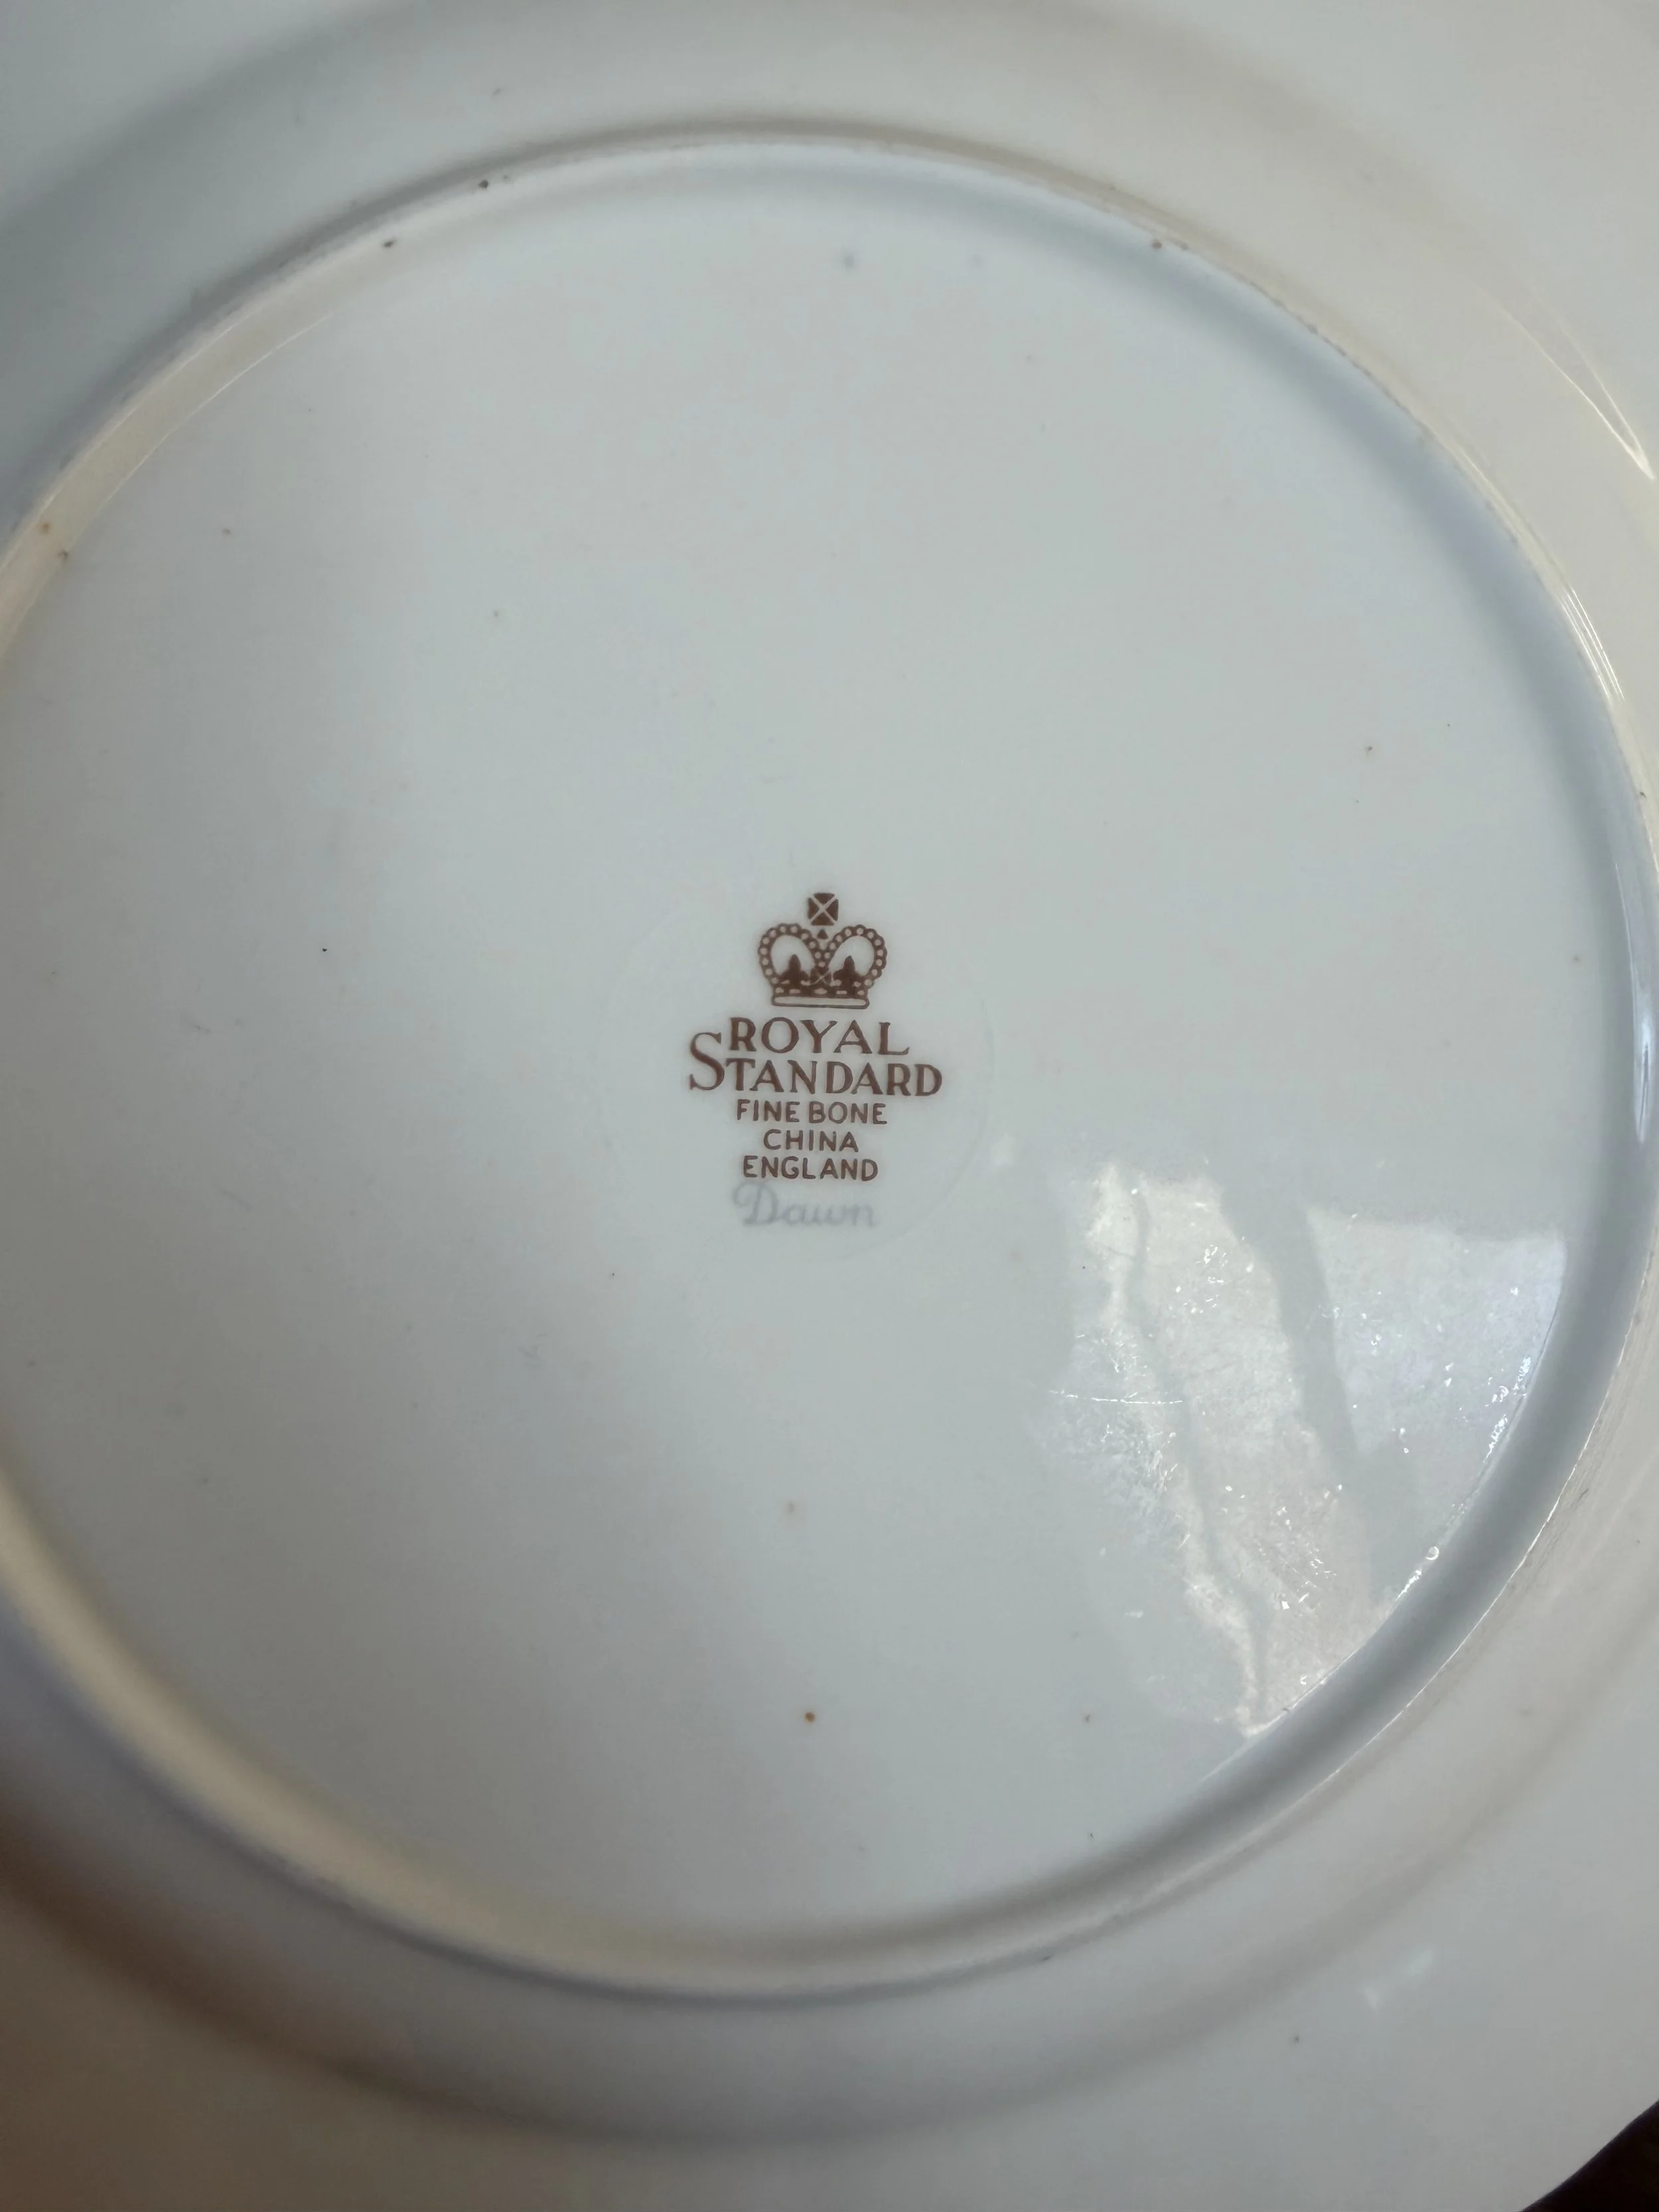 ROYAL
STANDARD
FINE BONE
CHINA
ENGLAND
Dawn